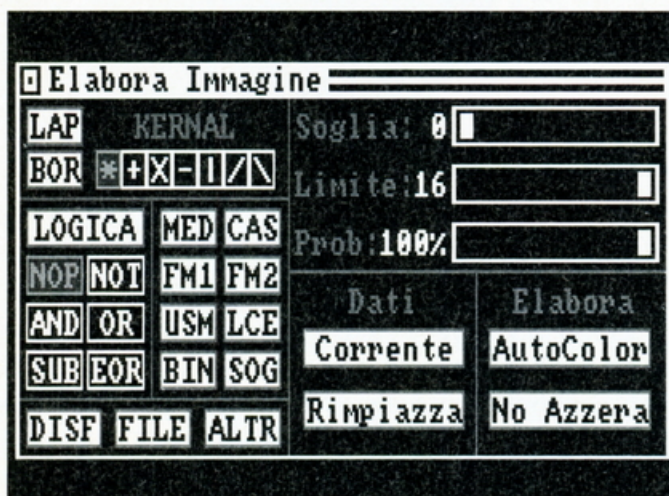 Elabora Immagine
LAP KERNAL
BOR * + X - | / \
LOGICA MED CAS
NOP NOT FM1 FM2
AND OR USM LCE
SUB EOR BIN SOG
DISF FILE ALTR
Soglia: 0
Limite:16
Prob:100%
Dati
Corrente
Rimpiazza
Elabora
AutoColor
No Azzera